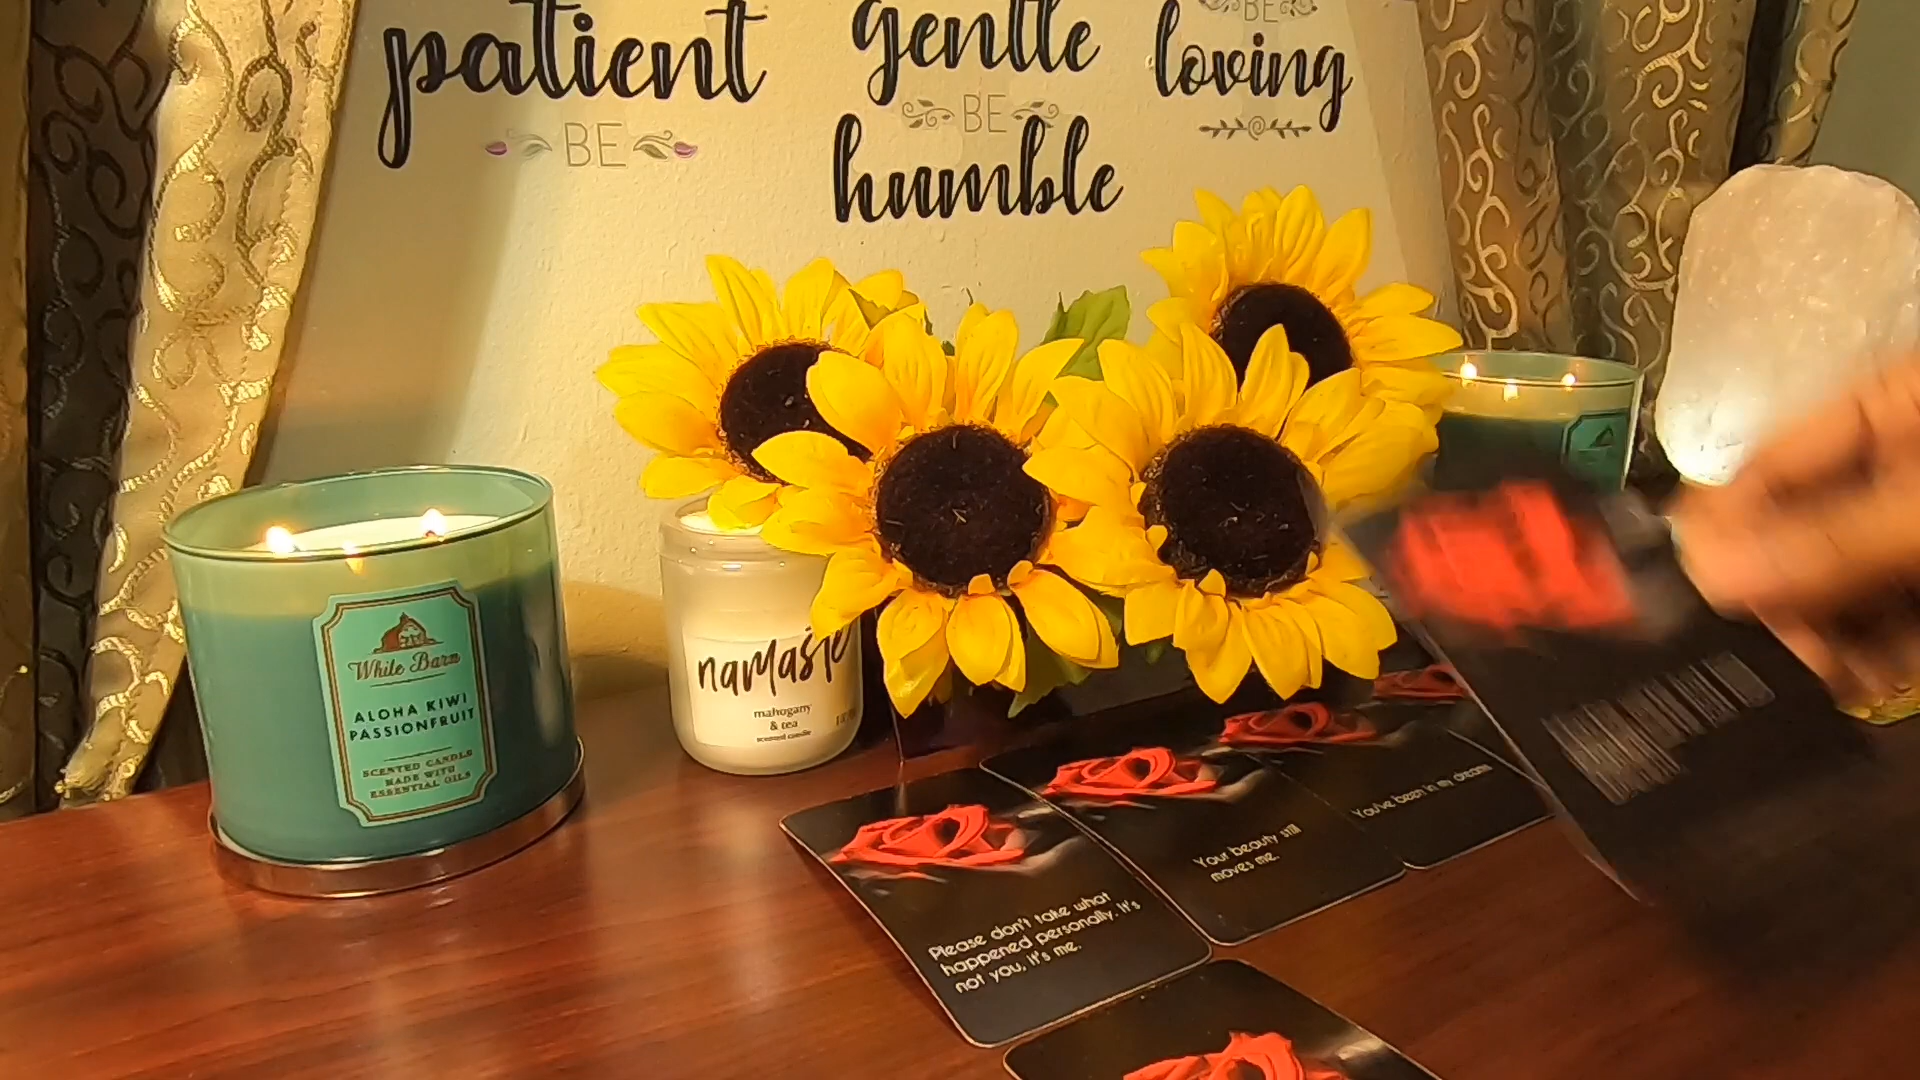 patient
BE
gentle
BE
humble
BE
loving
White Barn
ALOHA KIWI
PASSIONFRUIT
SCENTED CANDLE
MADE WITH
ESSENTIAL OILS
namaste
mahogany
& tea
scented candle
Please don't take what
happened personally. It's
not you, it's me.
Your beauty still
moves me.
You've been in my dreams